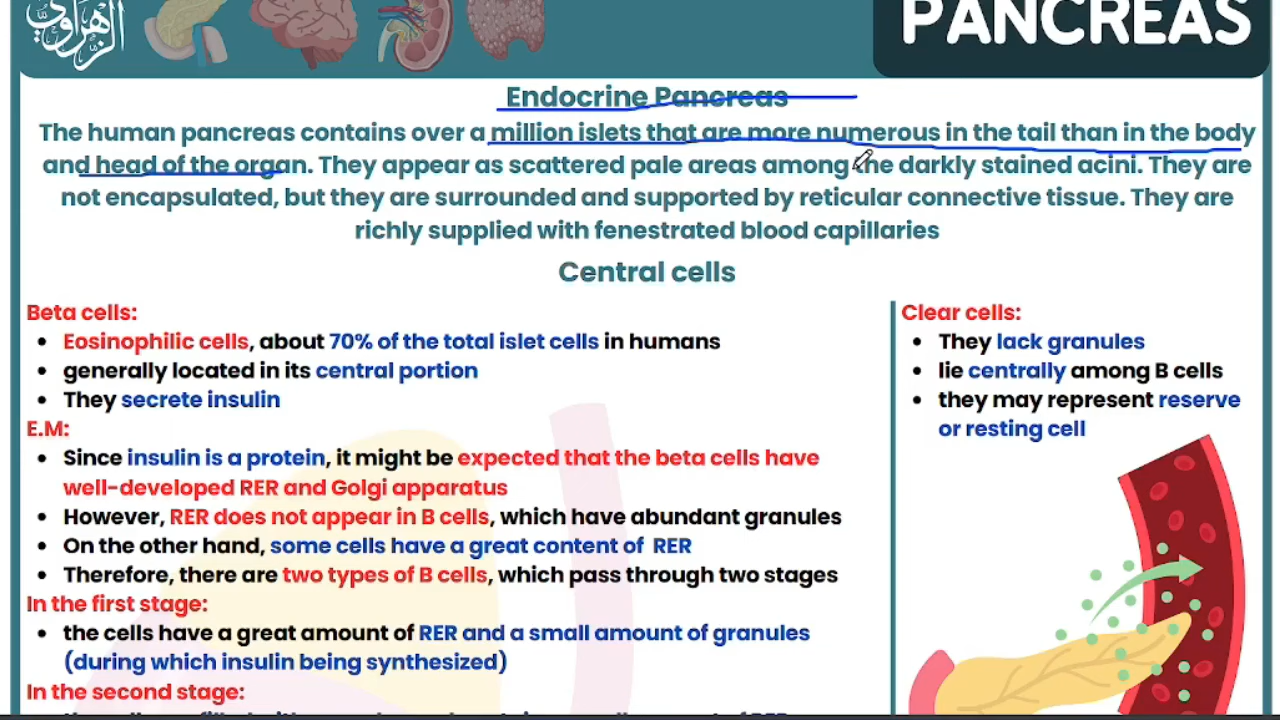 الزهراوي
PANCREAS
Endocrine Pancreas
The human pancreas contains over a million islets that are more numerous in the tail than in the body
and head of the organ. They appear as scattered pale areas among the darkly stained acini. They are
not encapsulated, but they are surrounded and supported by reticular connective tissue. They are
richly supplied with fenestrated blood capillaries
Central cells
Beta cells:
• Eosinophilic cells, about 70% of the total islet cells in humans
• generally located in its central portion
• They secrete insulin
E.M:
• Since insulin is a protein, it might be expected that the beta cells have
well-developed RER and Golgi apparatus
• However, RER does not appear in B cells, which have abundant granules
• On the other hand, some cells have a great content of RER
• Therefore, there are two types of B cells, which pass through two stages
In the first stage:
• the cells have a great amount of RER and a small amount of granules
(during which insulin being synthesized)
In the second stage:
Clear cells:
• They lack granules
• lie centrally among B cells
• they may represent reserve
or resting cell